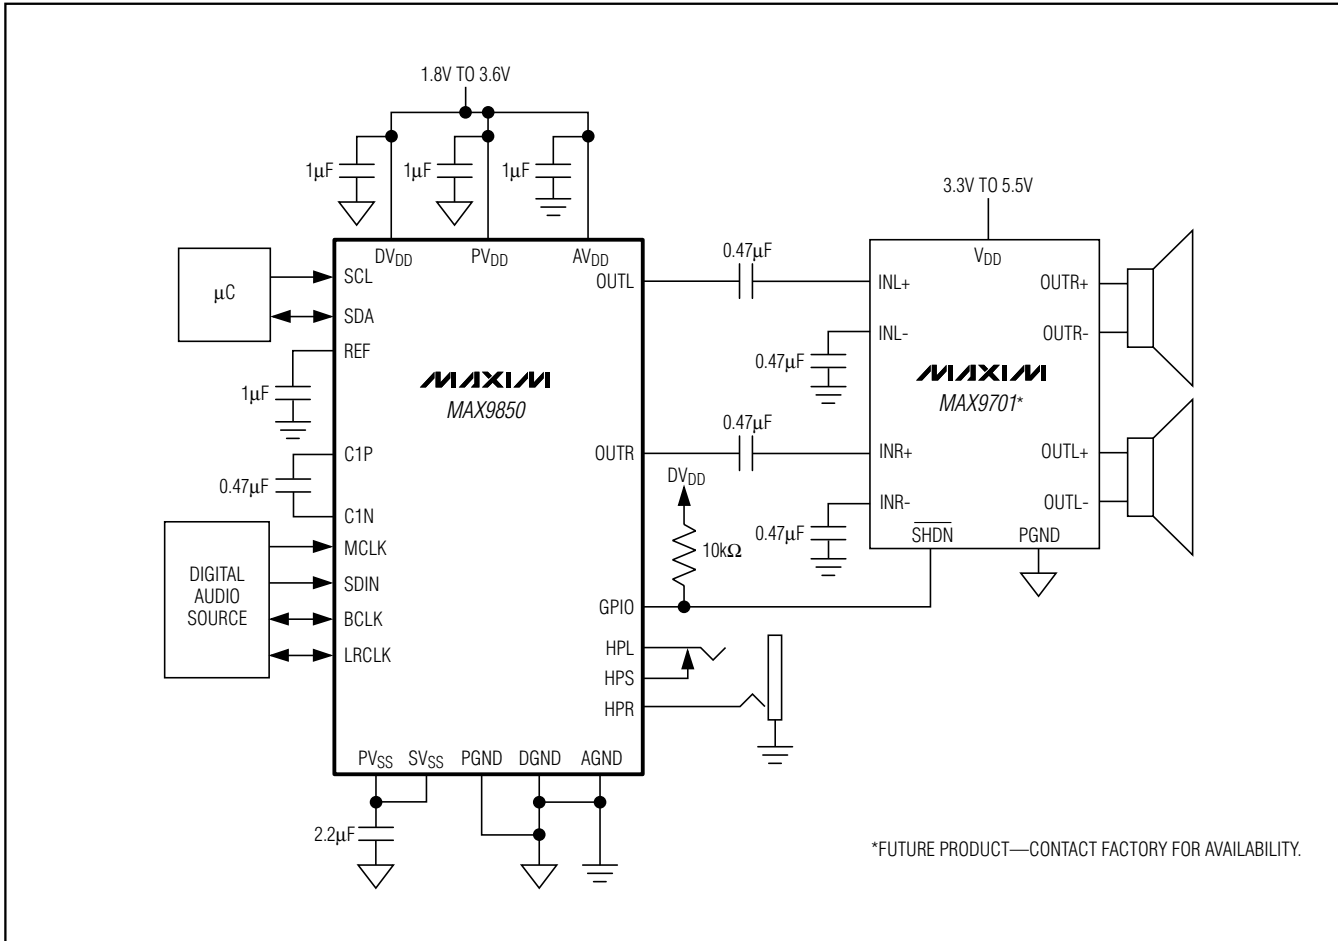 1.8V TO 3.6V
1µF
1µF
1µF
3.3V TO 5.5V
µC
DVDD
PVDD
AVDD
SCL
SDA
REF
1µF
C1P
0.47µF
C1N
MCLK
SDIN
BCLK
LRCLK
DIGITAL
AUDIO
SOURCE
MAXIM
MAX9850
OUTL
OUTR
GPIO
HPL
HPS
HPR
PVSS
SVSS
PGND
DGND
AGND
2.2µF
0.47µF
0.47µF
0.47µF
DVDD
10kΩ
0.47µF
VDD
INL+
INL-
MAXIM
MAX9701*
INR+
INR-
SHDN
PGND
OUTR+
OUTR-
OUTL+
OUTL-
*FUTURE PRODUCT—CONTACT FACTORY FOR AVAILABILITY.